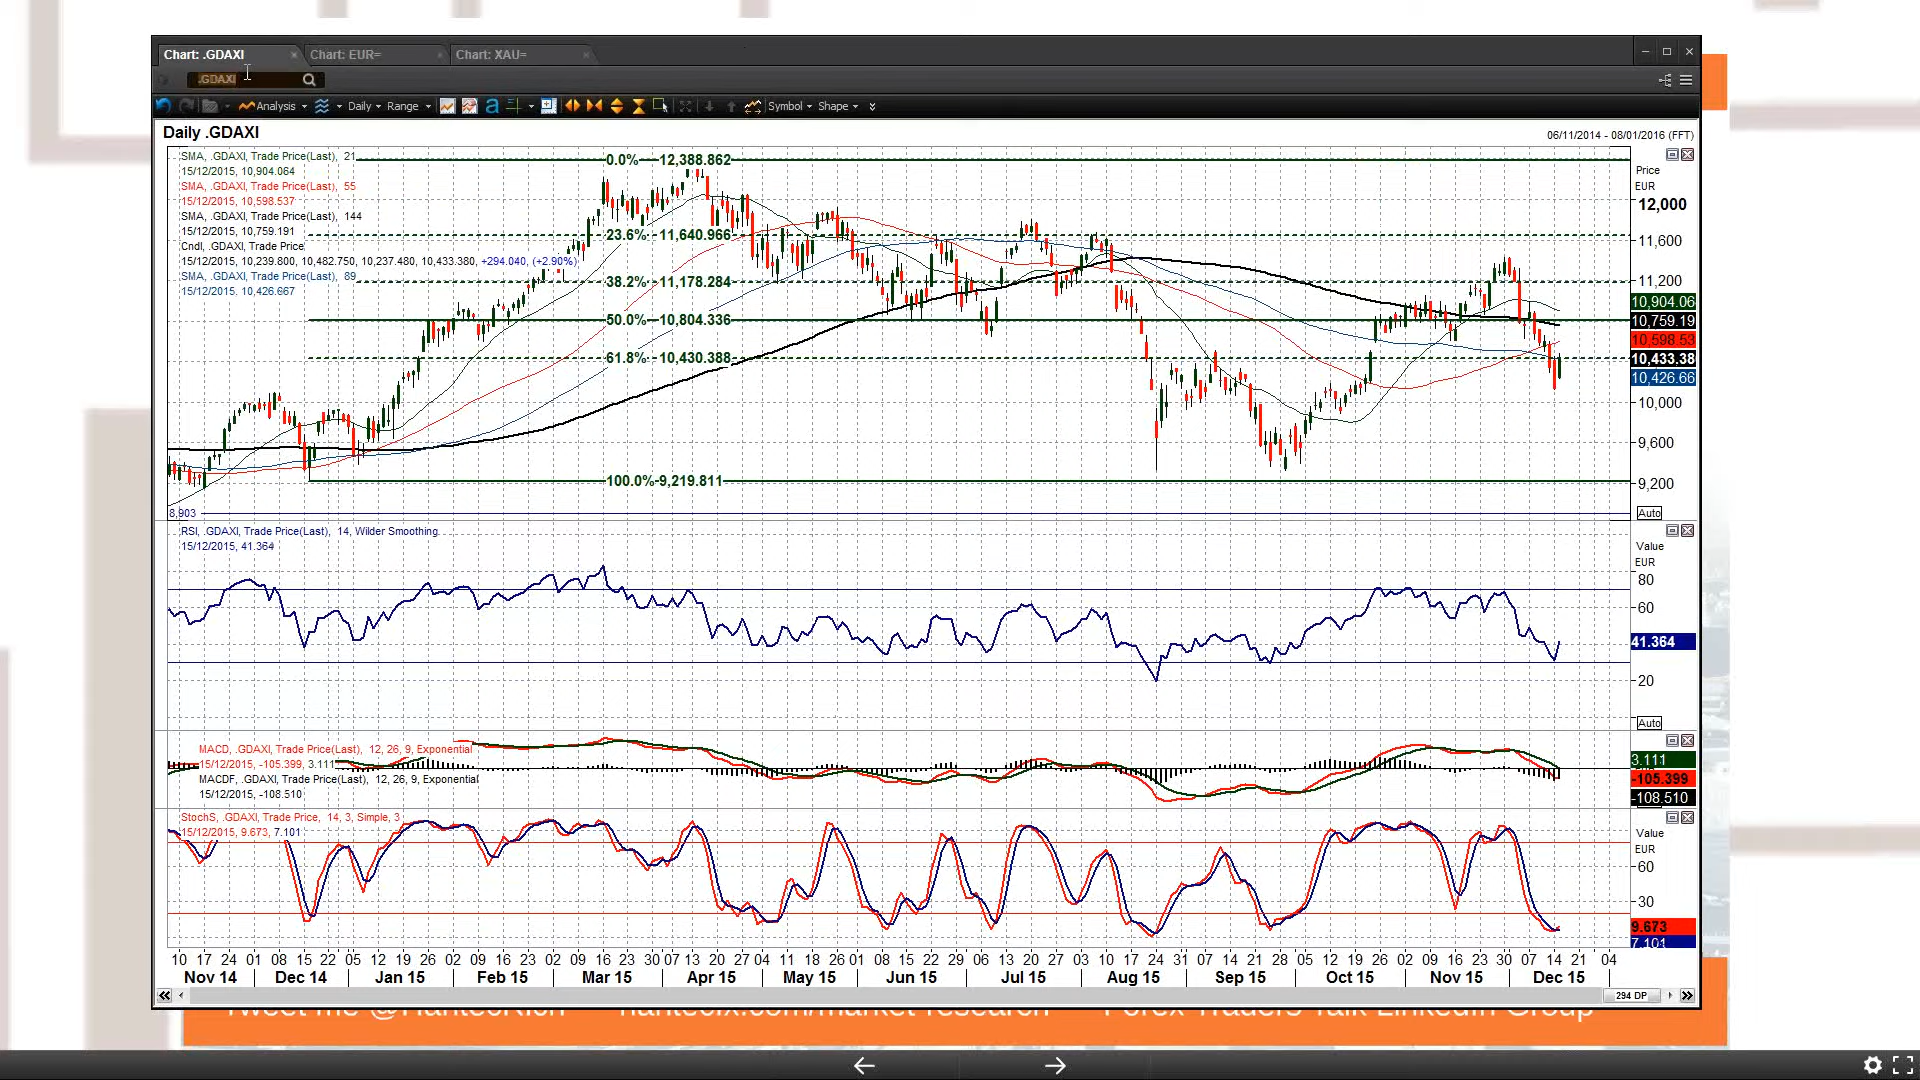 Chart: .GDAXI
Chart: EUR=
Chart: XAU=
.GDAXI
Analysis
Daily
Range
Symbol
Shape
Daily .GDAXI
06/11/2014 - 08/01/2016 (FFT)
SMA, .GDAXI, Trade Price(Last), 21
15/12/2015, 10,904.064
SMA, .GDAXI, Trade Price(Last), 55
15/12/2015, 10,598.537
SMA, .GDAXI, Trade Price(Last), 144
15/12/2015, 10,759.191
Cndl, .GDAXI, Trade Price
15/12/2015, 10,239.800, 10,482.750, 10,237.480, 10,433.380, +294.040, (+2.90%)
SMA, .GDAXI, Trade Price(Last), 89
15/12/2015, 10,426.667
0.0% 12,388.862
23.6% 11,640.966
38.2% 11,178.284
50.0% 10,804.336
61.8% 10,430.388
100.0% 9,219.811
8,903
Price
EUR
12,000
11,600
11,200
10,904.06
10,759.19
10,598.53
10,433.38
10,426.66
10,000
9,600
9,200
Auto
RSI, .GDAXI, Trade Price(Last), 14, Wilder Smoothing
15/12/2015, 41.364
Value
EUR
80
60
41.364
20
Auto
MACD, .GDAXI, Trade Price(Last), 12, 26, 9, Exponential
15/12/2015, -105.399, 3.111
MACDF, .GDAXI, Trade Price(Last), 12, 26, 9, Exponential
15/12/2015, -108.510
3.111
-105.399
-108.510
StochS, .GDAXI, Trade Price, 14, 3, Simple, 3
15/12/2015, 9.673, 7.101
Value
EUR
60
30
9.673
7.101
10 17 24 01 08 15 22 05 12 19 26 02 09 16 23 02 09 16 23 30 07 13 20 27 04 11 18 25 01 08 15 22 29 06 13 20 27 03 10 17 24 31 07 14 21 28 05 12 19 26 02 09 16 23 30 07 14 21 28 04
Nov 14 Dec 14 Jan 15 Feb 15 Mar 15 Apr 15 May 15 Jun 15 Jul 15 Aug 15 Sep 15 Oct 15 Nov 15 Dec 15
294 DP